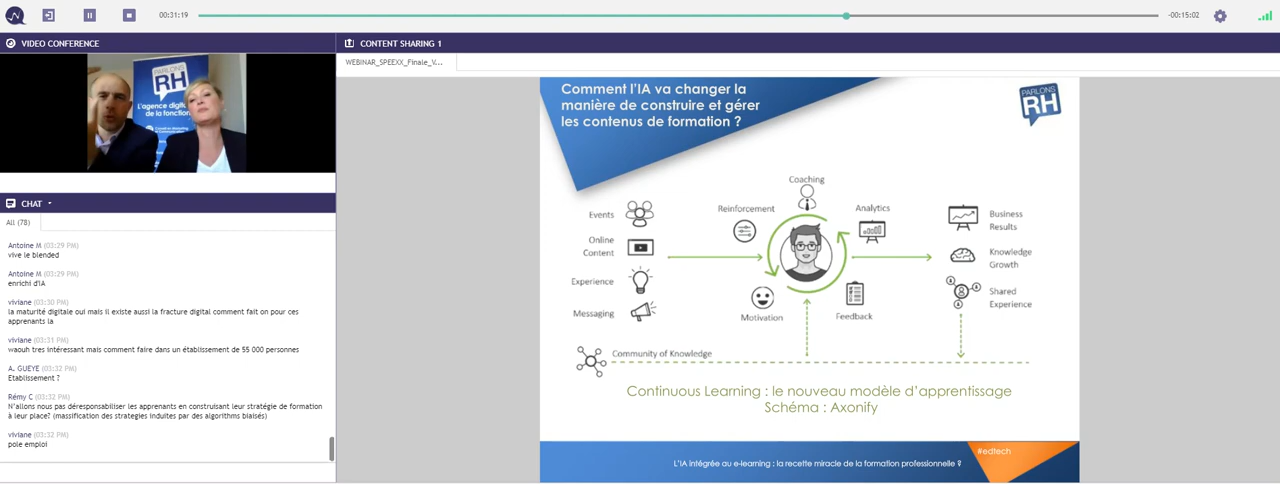 00:31:19
-00:15:02
VIDEO CONFERENCE
CONTENT SHARING 1
WEBINAR_SPEEXX_Finale_V...
PARLONS
RH
L'agence digit
de la fonctio
CHAT
All (78)
Antoine M (03:29 PM)
vive le blended
Antoine M (03:29 PM)
enrichi d'IA
viviane (03:30 PM)
la maturité digitale oui mais il existe aussi la fracture digital comment fait on pour ces
apprenants la
viviane (03:31 PM)
waouh tres intéressant mais comment faire dans un établissement de 55 000 personnes
A. GUEYE (03:32 PM)
Etablissement ?
Rémy C (03:32 PM)
N'allons nous pas déresponsabiliser les apprenants en construisant leur stratégie de formation
à leur place? (massification des strategies induites par des algorithms biaisés)
viviane (03:32 PM)
pole emploi
Comment l'IA va changer la
manière de construire et gérer
les contenus de formation ?
PARLONS
RH
Events
Online
Content
Experience
Messaging
Community of Knowledge
Coaching
Reinforcement
Analytics
Motivation
Feedback
Business
Results
Knowledge
Growth
Shared
Experience
Continuous Learning : le nouveau modèle d'apprentissage
Schéma : Axonify
L'IA intégrée au e-learning : la recette miracle de la formation professionnelle ?
#edtech